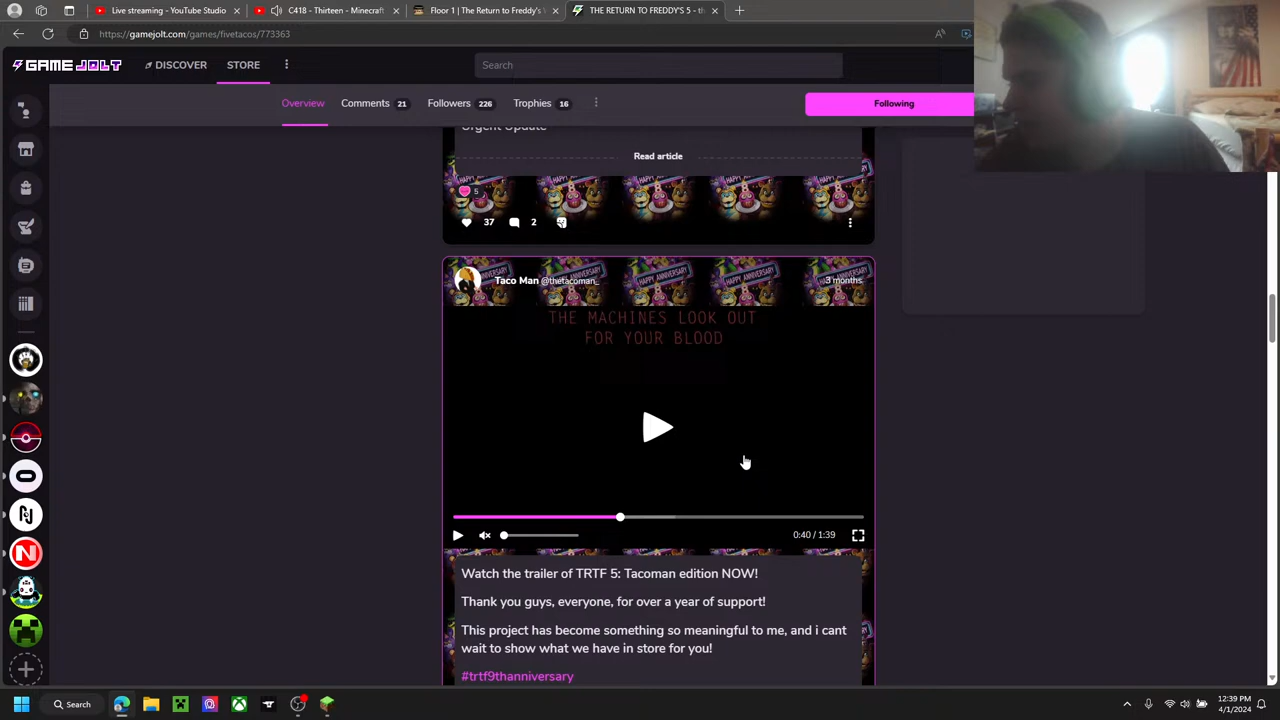 Live streaming - YouTube Studio
C418 - Thirteen - Minecraft
Floor 1 | The Return to Freddy's
THE RETURN TO FREDDY'S 5 - th
https://gamejolt.com/games/fivetacos/773363
GAME JOLT
DISCOVER
STORE
Search
Overview
Comments 21
Followers 226
Trophies 16
Following
Urgent Update
Read article
5
37
2
HAPPY ANNIVERSARY
Taco Man @thetacoman_
3 months
THE MACHINES LOOK OUT
FOR YOUR BLOOD
0:40 / 1:39
Watch the trailer of TRTF 5: Tacoman edition NOW!
Thank you guys, everyone, for over a year of support!
This project has become something so meaningful to me, and i cant
wait to show what we have in store for you!
#trtf9thanniversary
Search
12:39 PM
4/1/2024